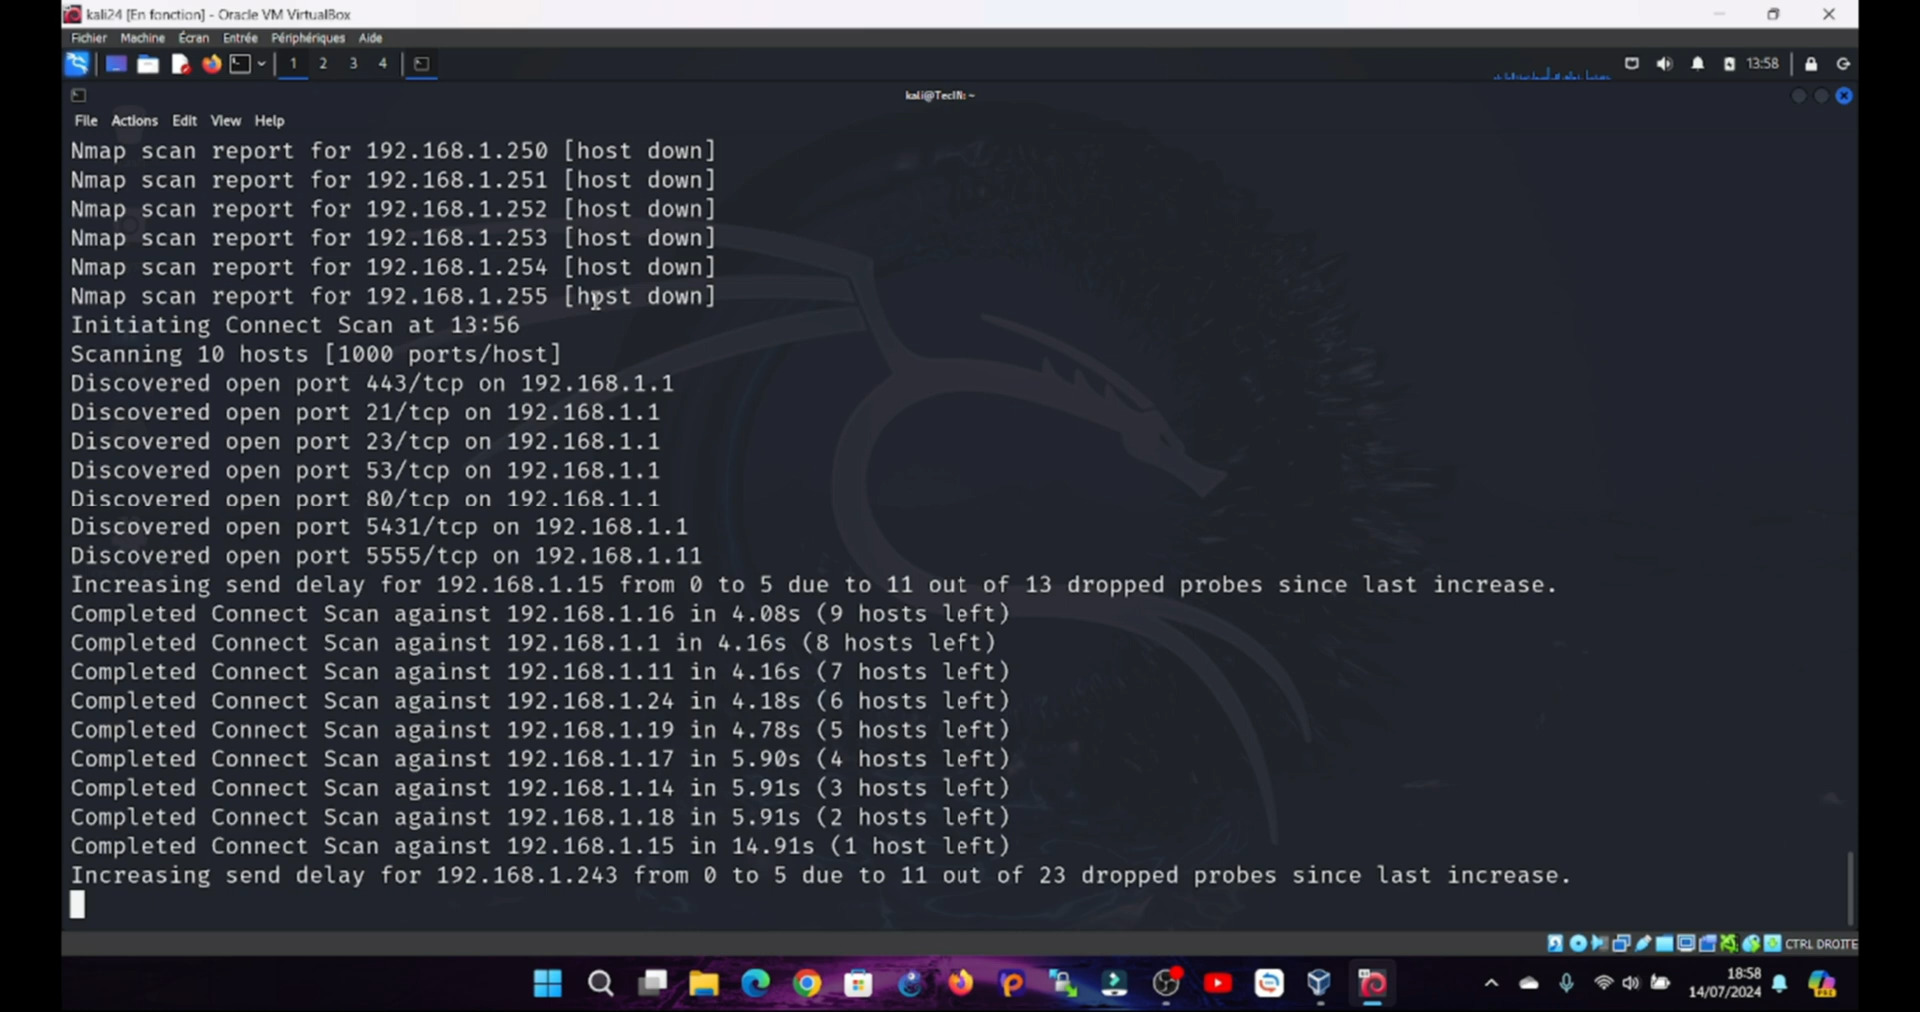 kali24 [En fonction] - Oracle VM VirtualBox
Fichier Machine Écran Entrée Périphériques Aide
1 2 3 4 13:58
kali@TecIN: ~
File Actions Edit View Help
Nmap scan report for 192.168.1.250 [host down]
Nmap scan report for 192.168.1.251 [host down]
Nmap scan report for 192.168.1.252 [host down]
Nmap scan report for 192.168.1.253 [host down]
Nmap scan report for 192.168.1.254 [host down]
Nmap scan report for 192.168.1.255 [host down]
Initiating Connect Scan at 13:56
Scanning 10 hosts [1000 ports/host]
Discovered open port 443/tcp on 192.168.1.1
Discovered open port 21/tcp on 192.168.1.1
Discovered open port 23/tcp on 192.168.1.1
Discovered open port 53/tcp on 192.168.1.1
Discovered open port 80/tcp on 192.168.1.1
Discovered open port 5431/tcp on 192.168.1.1
Discovered open port 5555/tcp on 192.168.1.11
Increasing send delay for 192.168.1.15 from 0 to 5 due to 11 out of 13 dropped probes since last increase.
Completed Connect Scan against 192.168.1.16 in 4.08s (9 hosts left)
Completed Connect Scan against 192.168.1.1 in 4.16s (8 hosts left)
Completed Connect Scan against 192.168.1.11 in 4.16s (7 hosts left)
Completed Connect Scan against 192.168.1.24 in 4.18s (6 hosts left)
Completed Connect Scan against 192.168.1.19 in 4.78s (5 hosts left)
Completed Connect Scan against 192.168.1.17 in 5.90s (4 hosts left)
Completed Connect Scan against 192.168.1.14 in 5.91s (3 hosts left)
Completed Connect Scan against 192.168.1.18 in 5.91s (2 hosts left)
Completed Connect Scan against 192.168.1.15 in 14.91s (1 host left)
Increasing send delay for 192.168.1.243 from 0 to 5 due to 11 out of 23 dropped probes since last increase.
CTRL DROITE
18:58
14/07/2024